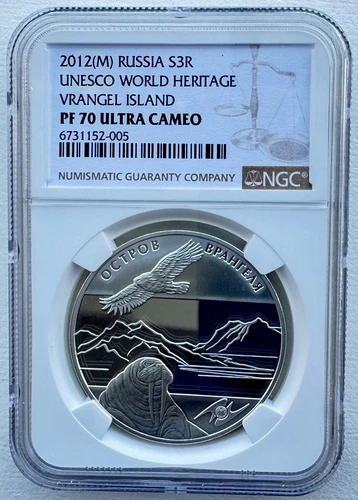 2012(M) RUSSIA S3R
UNESCO WORLD HERITAGE
VRANGEL ISLAND
PF 70 ULTRA CAMEO
6731152-005
NUMISMATIC GUARANTY COMPANY NGC
ОСТРОВ ВРАНГЕЛЯ